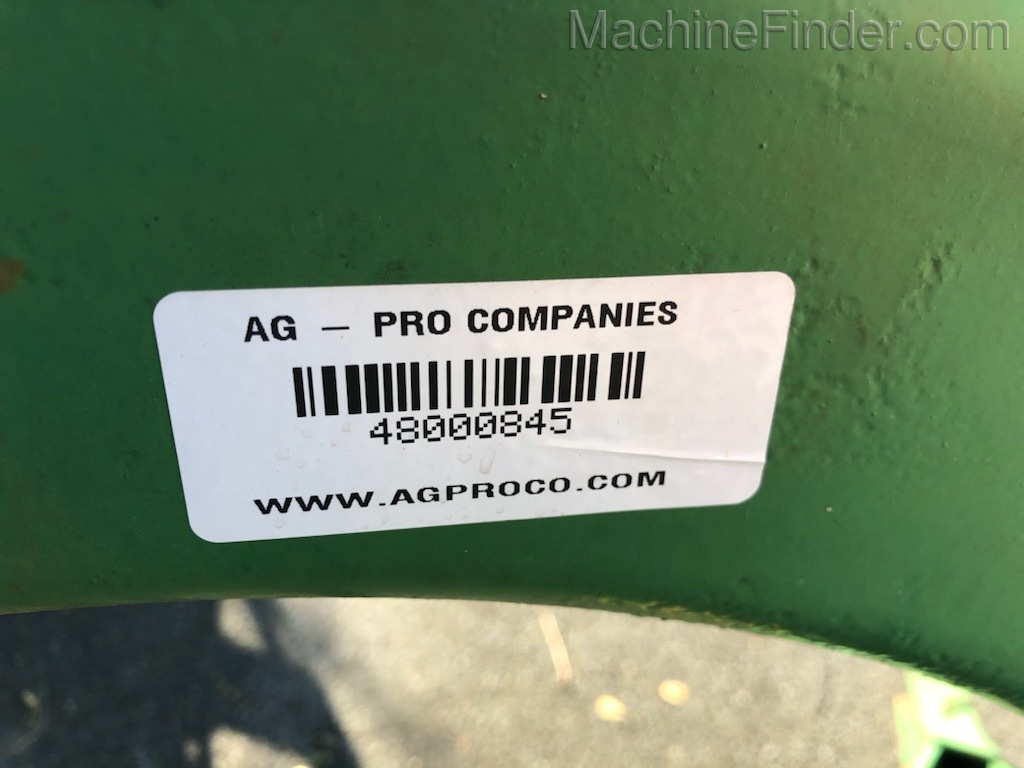 MachineFinder.com
AG – PRO COMPANIES
48000845
WWW.AGPROCO.COM